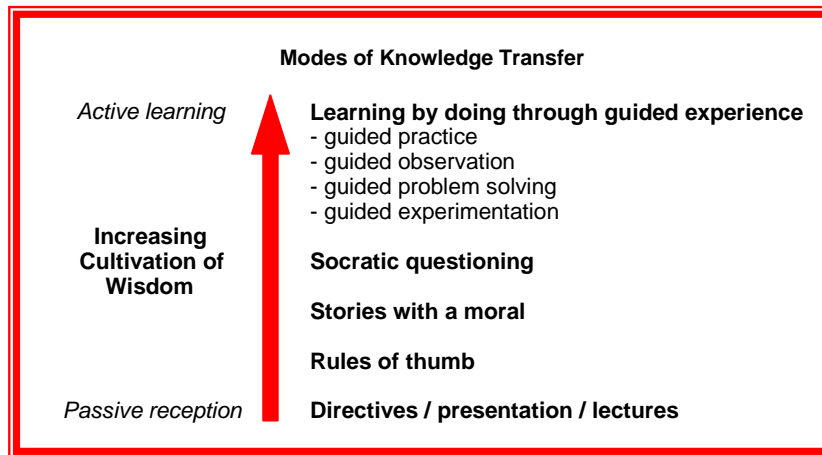 Modes of Knowledge Transfer
Active learning
Learning by doing through guided experience
- guided practice
- guided observation
- guided problem solving
- guided experimentation
Increasing
Cultivation of
Wisdom
Socratic questioning
Stories with a moral
Rules of thumb
Passive reception
Directives / presentation / lectures